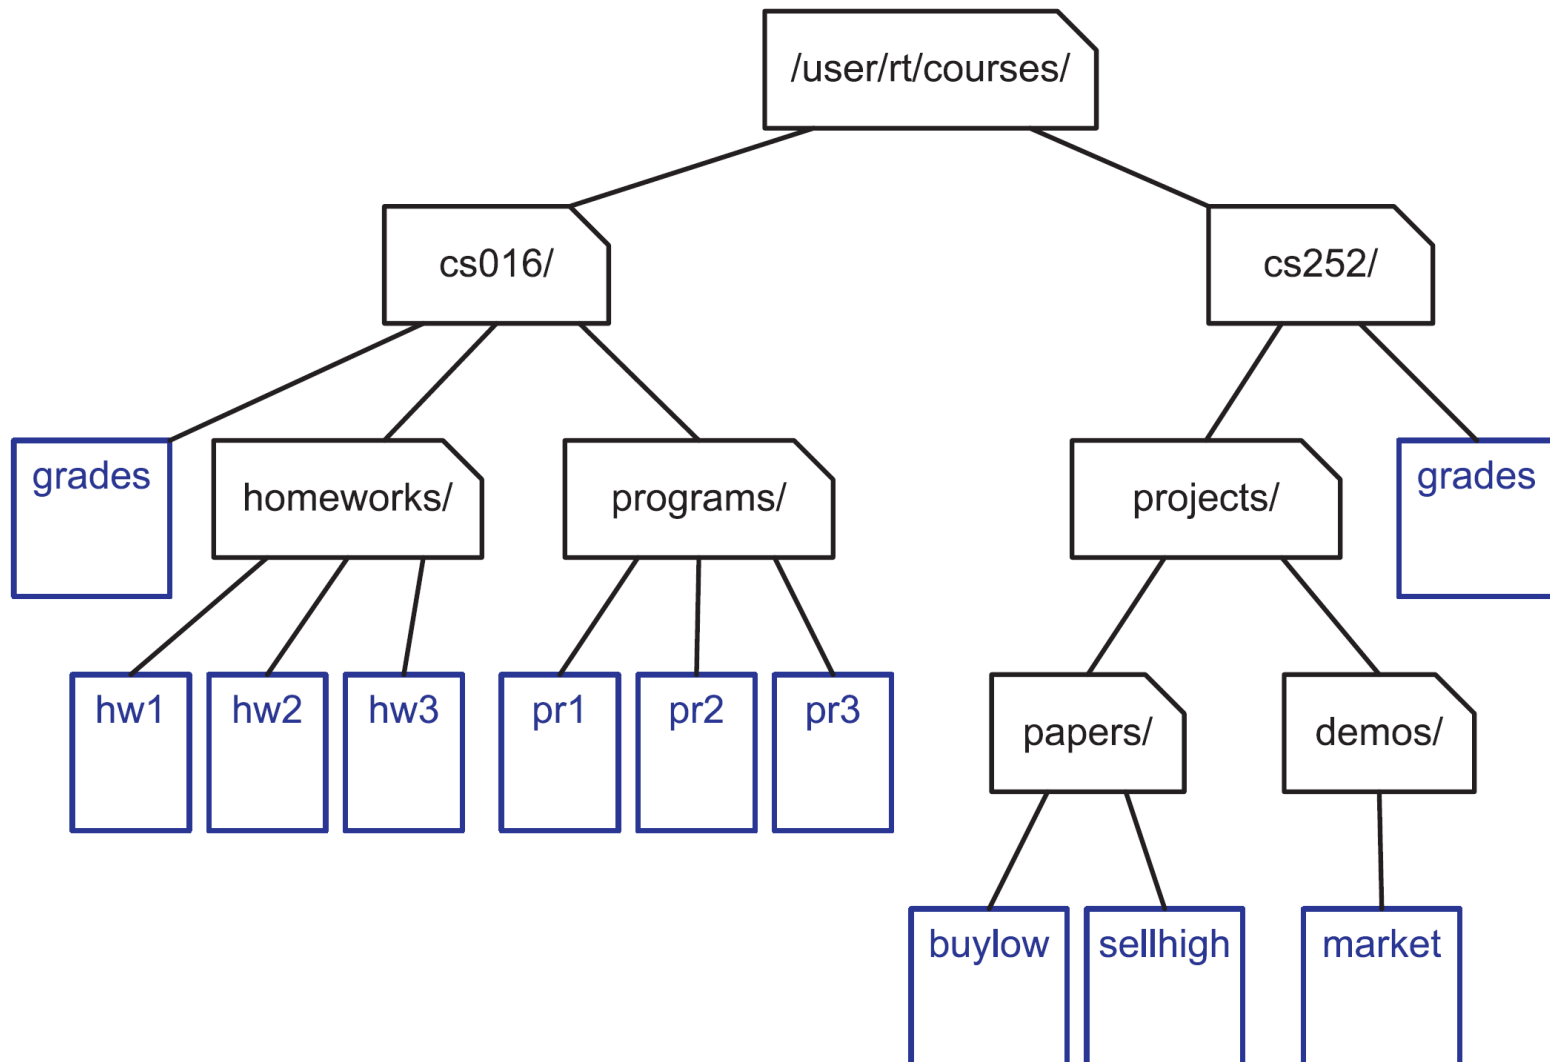 /user/rt/courses/
cs016/
cs252/
grades
homeworks/
programs/
projects/
grades
hw1
hw2
hw3
pr1
pr2
pr3
papers/
demos/
buylow
sellhigh
market